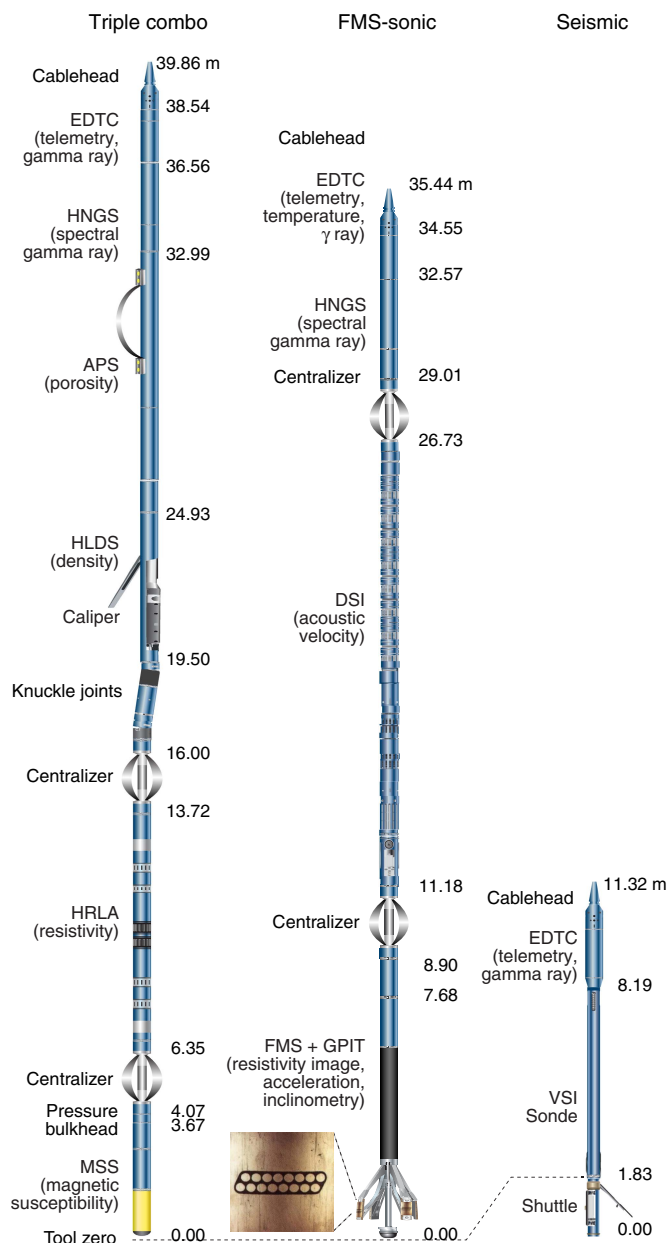 Triple combo
39.86 m
Cablehead
38.54
EDTC
(telemetry,
gamma ray)
36.56
HNGS
(spectral
gamma ray)
32.99
APS
(porosity)
24.93
HLDS
(density)
Caliper
19.50
Knuckle joints
16.00
Centralizer
13.72
HRLA
(resistivity)
6.35
Centralizer
4.07
Pressure
bulkhead
3.67
MSS
(magnetic
susceptibility)
Tool zero
0.00
FMS-sonic
Cablehead
35.44 m
EDTC
(telemetry,
temperature,
γ ray)
34.55
32.57
HNGS
(spectral
gamma ray)
Centralizer
29.01
26.73
DSI
(acoustic
velocity)
11.18
Centralizer
8.90
7.68
FMS + GPIT
(resistivity image,
acceleration,
inclinometry)
0.00
Seismic
11.32 m
Cablehead
EDTC
(telemetry,
gamma ray)
8.19
VSI
Sonde
1.83
Shuttle
0.00